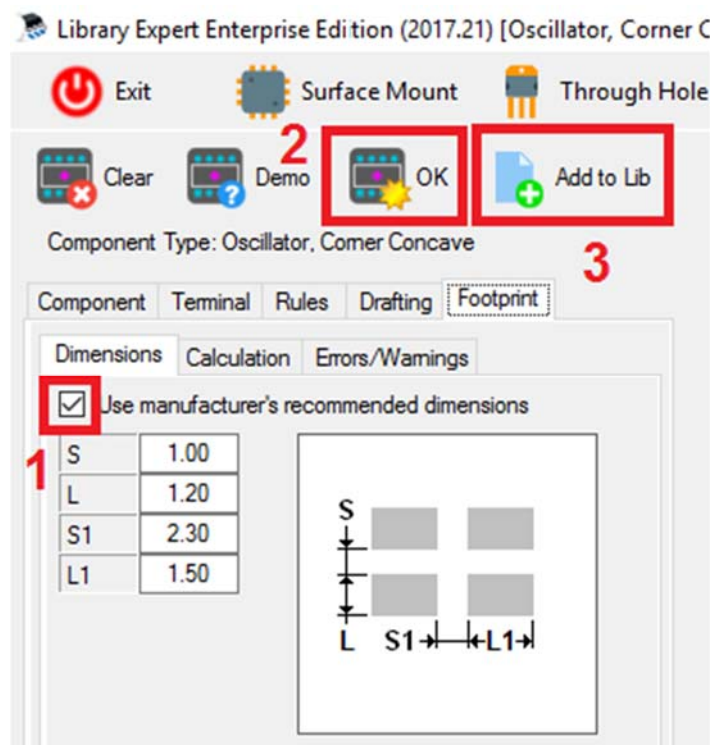 Library Expert Enterprise Edition (2017.21) [Oscillator, Corner C
Exit Surface Mount Through Hole
2
Clear Demo OK Add to Lib
Component Type: Oscillator, Corner Concave
3
Component Terminal Rules Drafting Footprint
Dimensions Calculation Errors/Warnings
Use manufacturer's recommended dimensions
1
S 1.00
L 1.20
S1 2.30
L1 1.50
S
L S1 L1